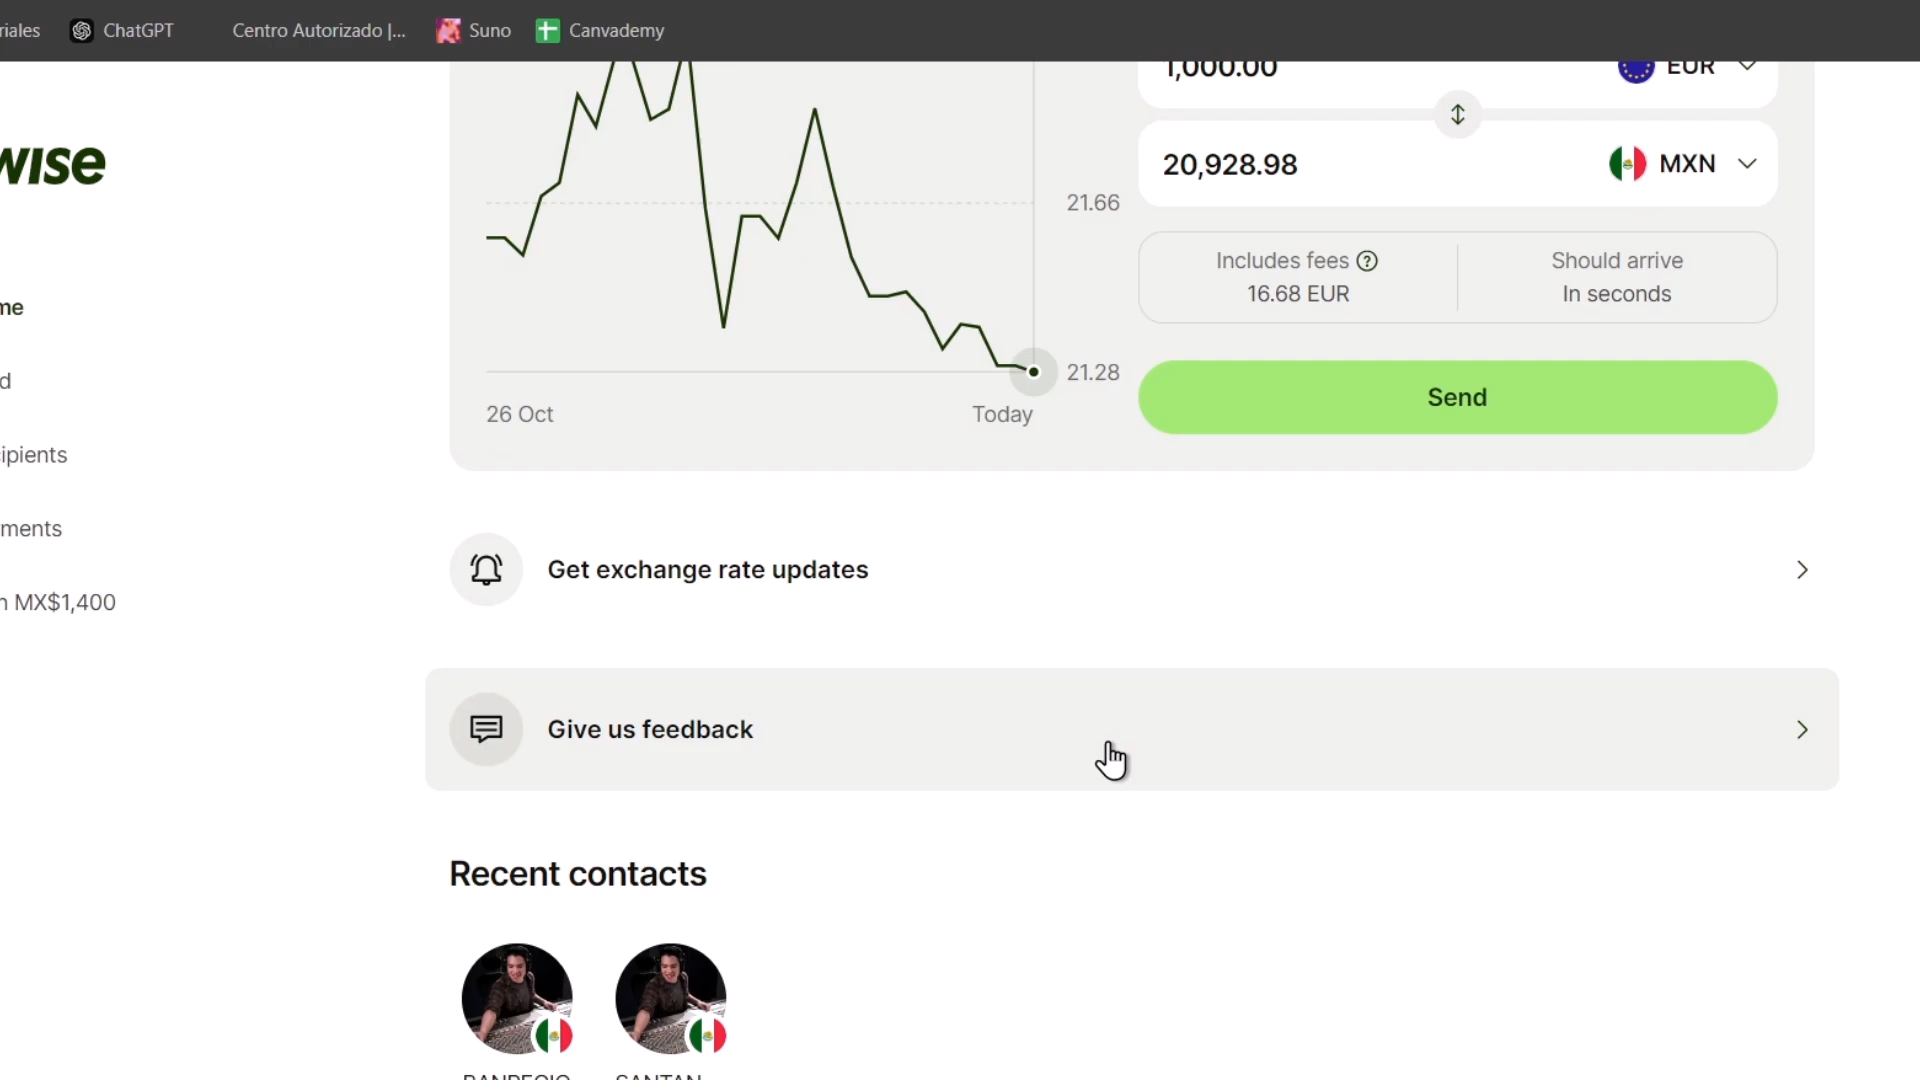 riales
ChatGPT
Centro Autorizado |...
Suno
Canvademy
wise
me
d
ipients
ments
n MX$1,400
21.66
21.28
26 Oct
Today
1,000.00
EUR
20,928.98
MXN
Includes fees
16.68 EUR
Should arrive
In seconds
Send
Get exchange rate updates
Give us feedback
Recent contacts